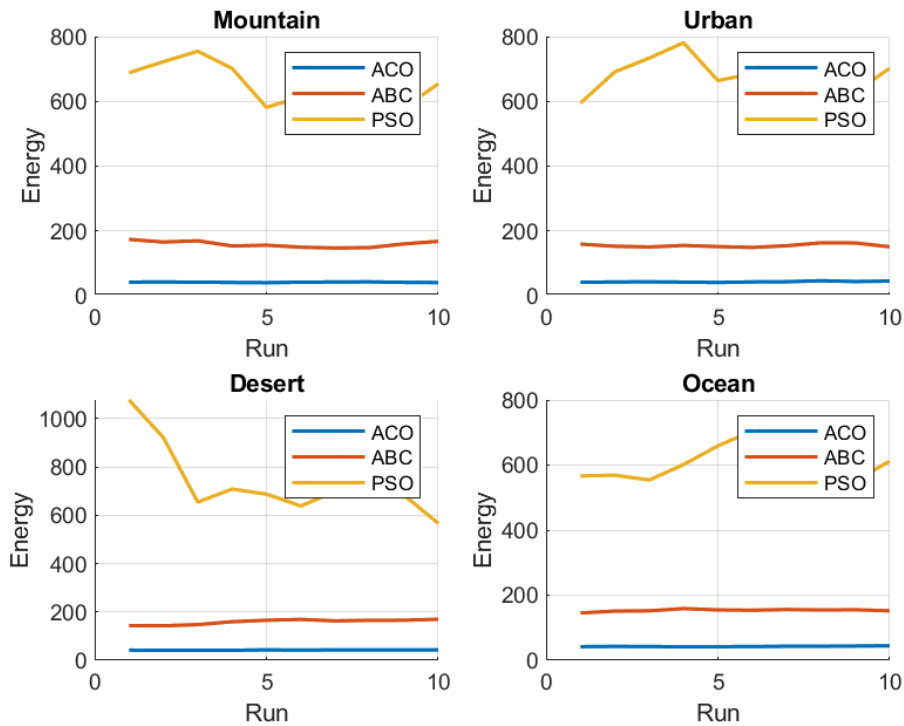 Mountain
800
600
400
200
0
0
5
10
Energy
Run
ACO
ABC
PSO
Urban
800
600
400
200
0
0
5
10
Energy
Run
ACO
ABC
PSO
Desert
1000
800
600
400
200
0
0
5
10
Energy
Run
ACO
ABC
PSO
Ocean
800
600
400
200
0
0
5
10
Energy
Run
ACO
ABC
PSO